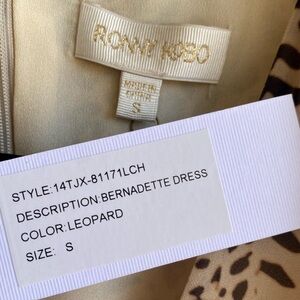 RONNY KOBO
MADE IN
CHINA
S
STYLE:14TJX-81171LCH
DESCRIPTION:BERNADETTE DRESS
COLOR:LEOPARD
SIZE: S